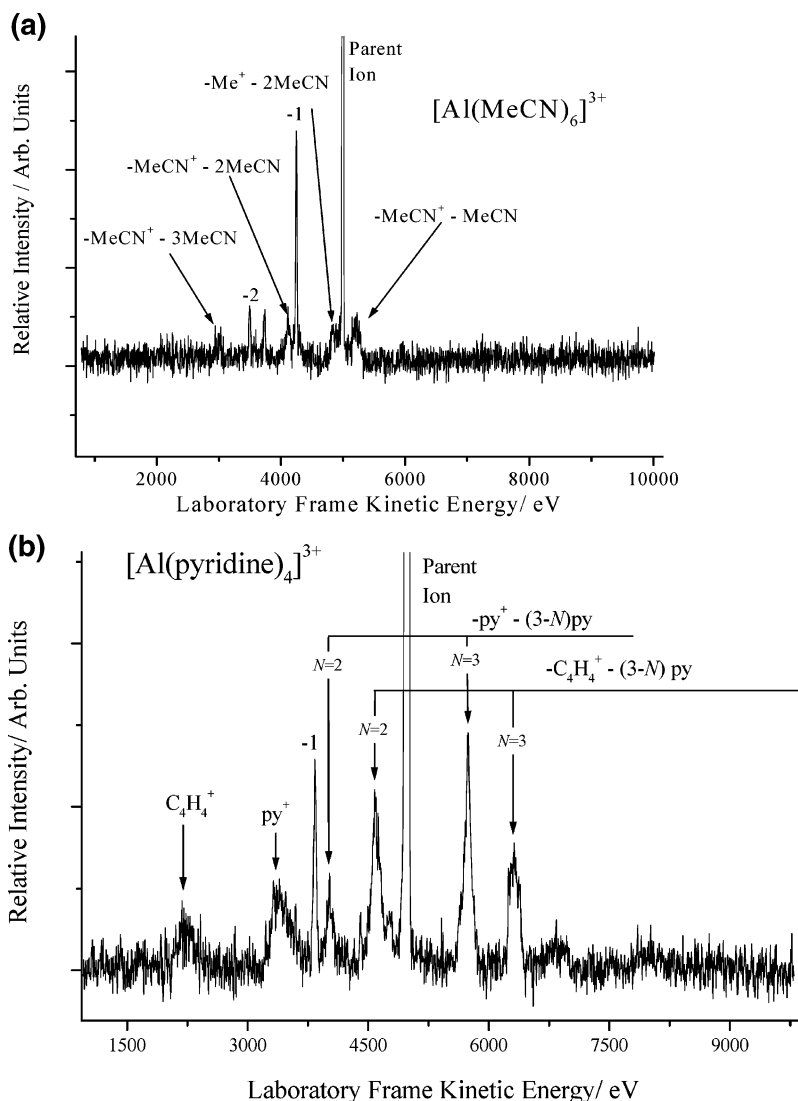 (a)
Parent
Ion
-Me⁺ - 2MeCN
[Al(MeCN)₆]³⁺
-1
-MeCN⁺ - 2MeCN
-MeCN⁺ - MeCN
-MeCN⁺ - 3MeCN
-2
Relative Intensity / Arb. Units
2000 4000 6000 8000 10000
Laboratory Frame Kinetic Energy/ eV
(b)
[Al(pyridine)₄]³⁺
Parent
Ion
-py⁺ - (3-N)py
N=2
N=3
-C₄H₄⁺ - (3-N) py
N=2
N=3
-1
C₄H₄⁺
py⁺
Relative Intensity/ Arb. Units
1500 3000 4500 6000 7500 9000
Laboratory Frame Kinetic Energy/ eV